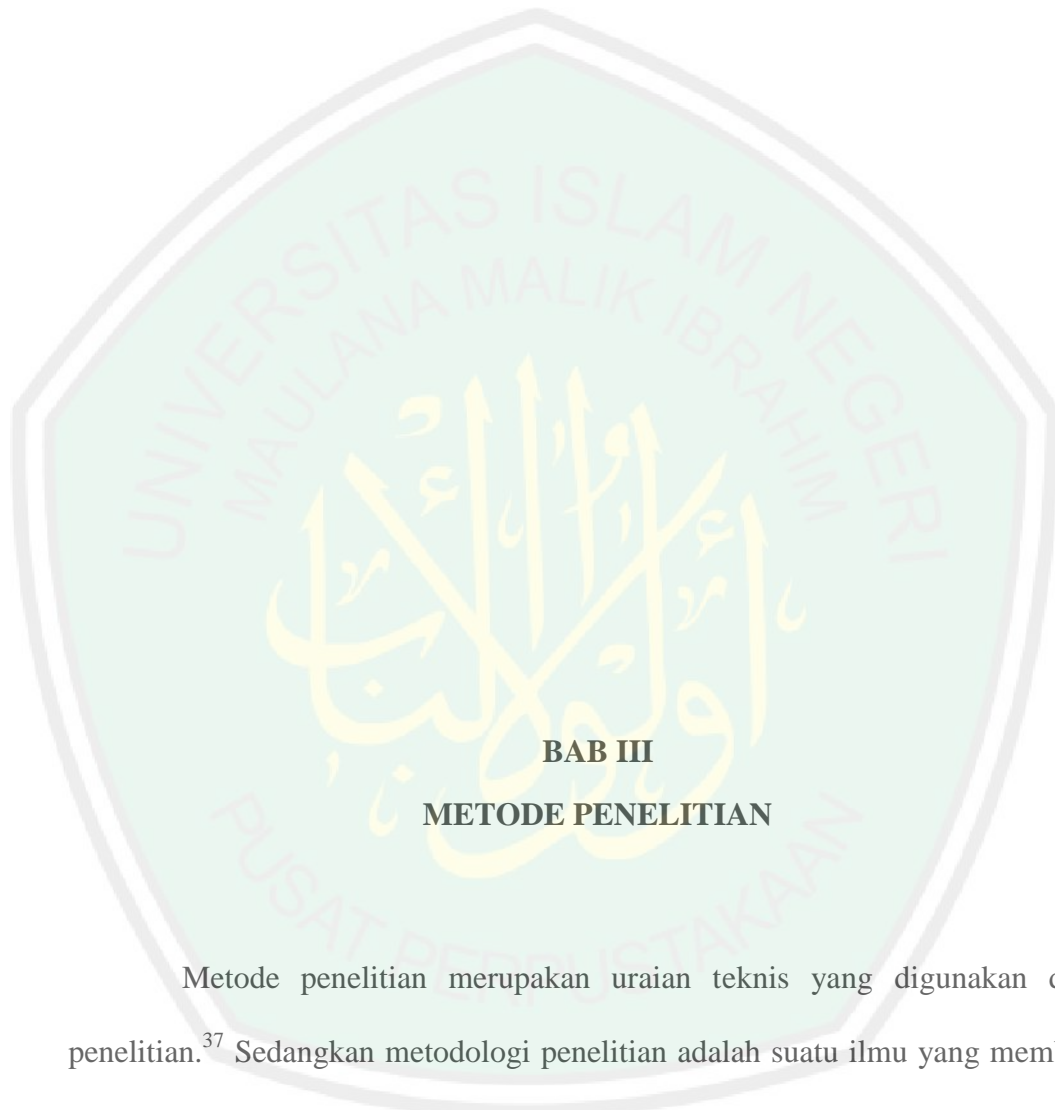 UNIVERSITAS ISLAM NEGERI
MAULANA MALIK IBRAHIM
BAB III
METODE PENELITIAN
PUSAT PERPUSTAKAAN
Metode penelitian merupakan uraian teknis yang digunakan
penelitian.37 Sedangkan metodologi penelitian adalah suatu ilmu yang